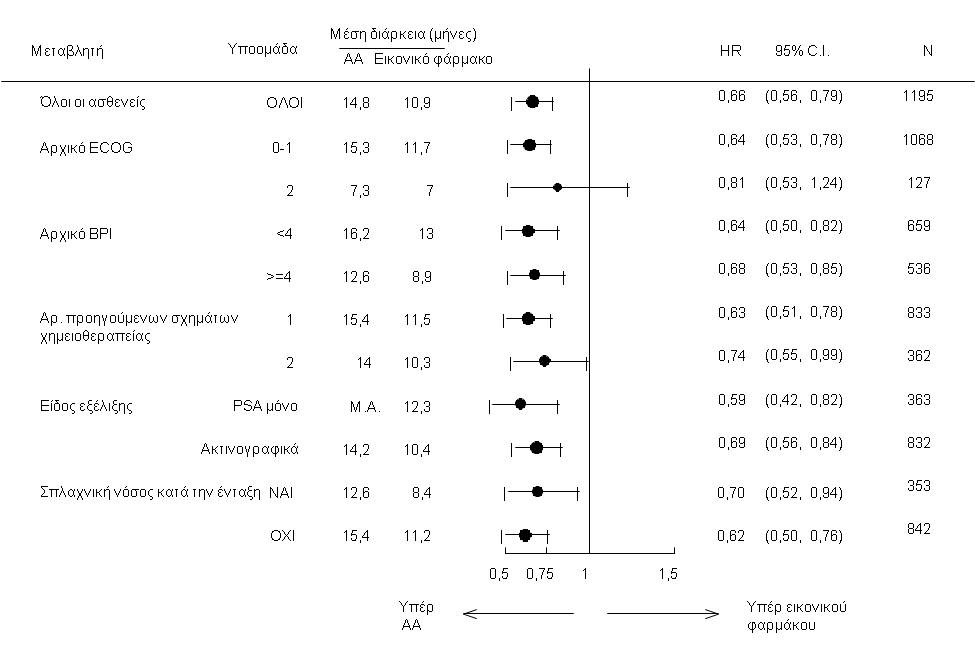 Μέση διάρκεια (μήνες)
Μεταβλητή Υποομάδα ΑΑ Εικονικό φάρμακο HR 95% C.I. N
Όλοι οι ασθενείς ΟΛΟΙ 14,8 10,9 0,66 (0,56, 0,79) 1195
Αρχικό ECOG 0-1 15,3 11,7 0,64 (0,53, 0,78) 1068
2 7,3 7 0,81 (0,53, 1,24) 127
Αρχικό BPI <4 16,2 13 0,64 (0,50, 0,82) 659
>=4 12,6 8,9 0,68 (0,53, 0,85) 536
Αρ. προηγούμενων σχημάτων 1 15,4 11,5 0,63 (0,51, 0,78) 833
χημειοθεραπείας
2 14 10,3 0,74 (0,55, 0,99) 362
Είδος εξέλιξης PSA μόνο Μ.Α. 12,3 0,59 (0,42, 0,82) 363
Ακτινογραφικά 14,2 10,4 0,69 (0,56, 0,84) 832
Σπλαχνική νόσος κατά την ένταξη ΝΑΙ 12,6 8,4 0,70 (0,52, 0,94) 353
ΟΧΙ 15,4 11,2 0,62 (0,50, 0,76) 842
0,5 0,75 1 1,5
Υπέρ Υπέρ εικονικού
ΑΑ φαρμάκου